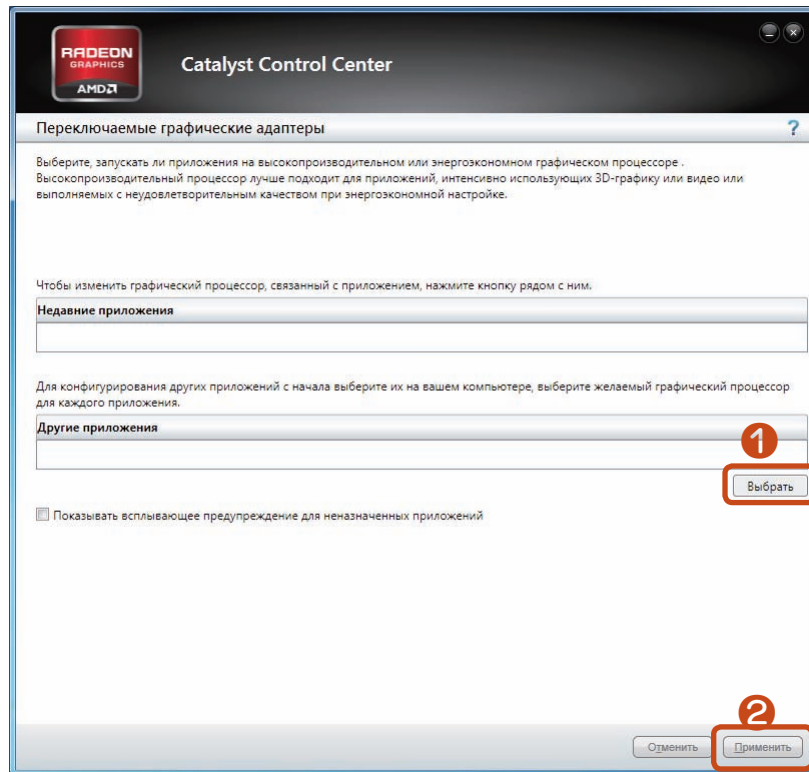 RADEON
GRAPHICS
AMD
Catalyst Control Center
Переключаемые графические адаптеры
?
Выберите, запускать ли приложения на высокопроизводительном или энергоэкономном графическом процессоре .
Высокопроизводительный процессор лучше подходит для приложений, интенсивно использующих 3D-графику или видео или
выполняемых с неудовлетворительным качеством при энергоэкономной настройке.
Чтобы изменить графический процессор, связанный с приложением, нажмите кнопку рядом с ним.
Недавние приложения
Для конфигурирования других приложений с начала выберите их на вашем компьютере, выберите желаемый графический процессор
для каждого приложения.
Другие приложения
1
Выбрать
Показывать всплывающее предупреждение для неназначенных приложений
2
Отменить
Применить